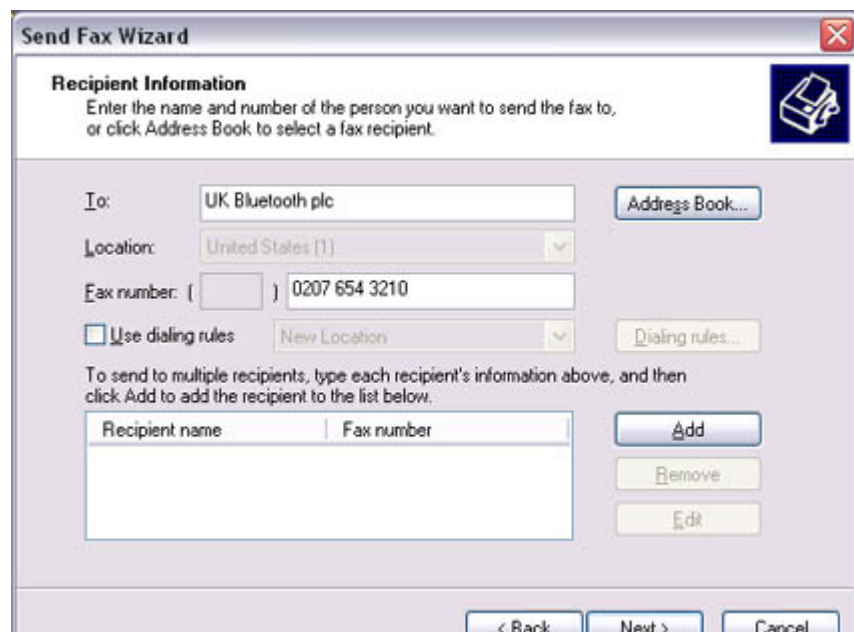 Send Fax Wizard
Recipient Information
Enter the name and number of the person you want to send the fax to,
or click Address Book to select a fax recipient.
To: UK Bluetooth plc Address Book...
Location: United States (1)
Fax number: ( ) 0207 654 3210
Use dialing rules New Location Dialing rules...
To send to multiple recipients, type each recipient's information above, and then
click Add to add the recipient to the list below.
Recipient name Fax number Add
Remove
Edit
< Back Next > Cancel